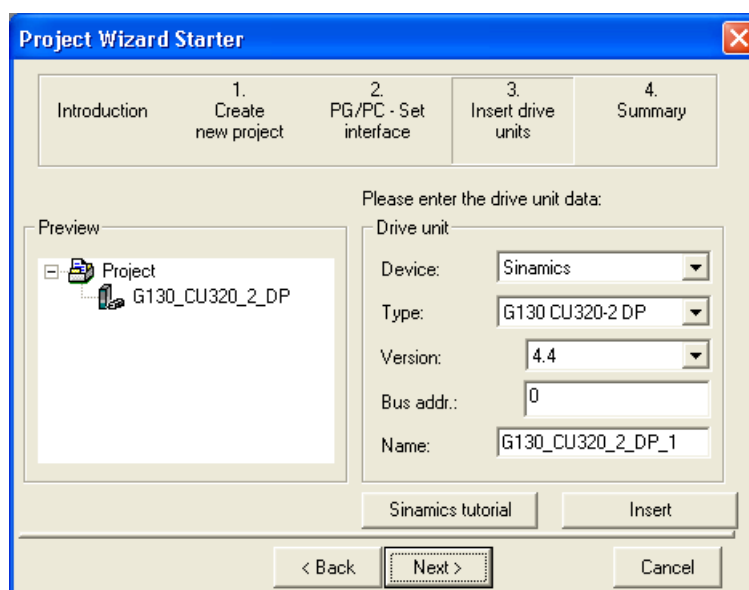 Project Wizard Starter
Introduction
1.
Create
new project
2.
PG/PC - Set
interface
3.
Insert drive
units
4.
Summary
Please enter the drive unit data:
Preview
Project
G130_CU320_2_DP
Drive unit
Device: Sinamics
Type: G130 CU320-2 DP
Version: 4.4
Bus addr.: 0
Name: G130_CU320_2_DP_1
Sinamics tutorial
Insert
< Back
Next >
Cancel